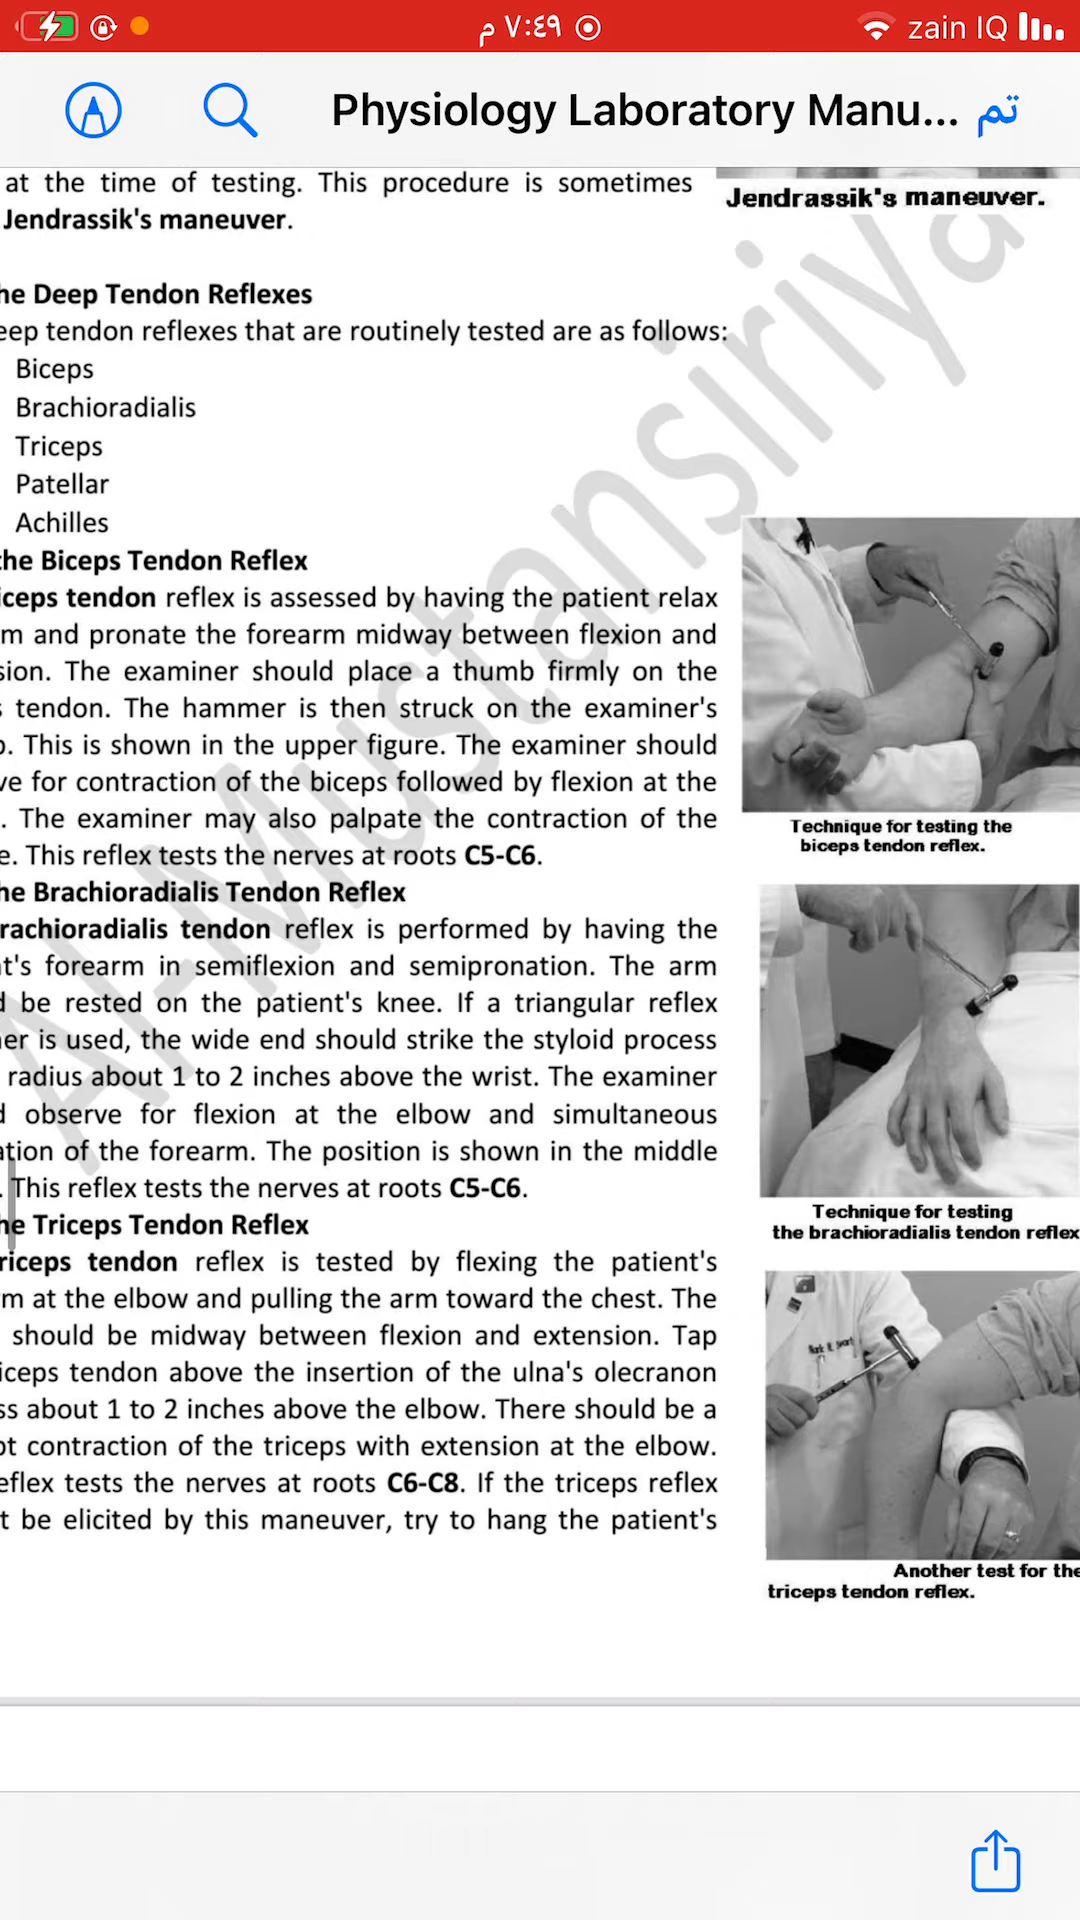 ٧:٤٩ م
zain IQ
Physiology Laboratory Manu...
تم
at the time of testing. This procedure is sometimes
Jendrassik's maneuver.
Jendrassik's maneuver.
he Deep Tendon Reflexes
eep tendon reflexes that are routinely tested are as follows:
Biceps
Brachioradialis
Triceps
Patellar
Achilles
the Biceps Tendon Reflex
iceps tendon reflex is assessed by having the patient relax
m and pronate the forearm midway between flexion and
sion. The examiner should place a thumb firmly on the
s tendon. The hammer is then struck on the examiner's
o. This is shown in the upper figure. The examiner should
ve for contraction of the biceps followed by flexion at the
. The examiner may also palpate the contraction of the
e. This reflex tests the nerves at roots C5-C6.
Technique for testing the
biceps tendon reflex.
he Brachioradialis Tendon Reflex
rachioradialis tendon reflex is performed by having the
nt's forearm in semiflexion and semipronation. The arm
d be rested on the patient's knee. If a triangular reflex
er is used, the wide end should strike the styloid process
radius about 1 to 2 inches above the wrist. The examiner
d observe for flexion at the elbow and simultaneous
ation of the forearm. The position is shown in the middle
. This reflex tests the nerves at roots C5-C6.
Technique for testing
the brachioradialis tendon reflex
he Triceps Tendon Reflex
riceps tendon reflex is tested by flexing the patient's
rm at the elbow and pulling the arm toward the chest. The
should be midway between flexion and extension. Tap
iceps tendon above the insertion of the ulna's olecranon
ss about 1 to 2 inches above the elbow. There should be a
pt contraction of the triceps with extension at the elbow.
eflex tests the nerves at roots C6-C8. If the triceps reflex
t be elicited by this maneuver, try to hang the patient's
Another test for the
triceps tendon reflex.
Al-Mustansiriya